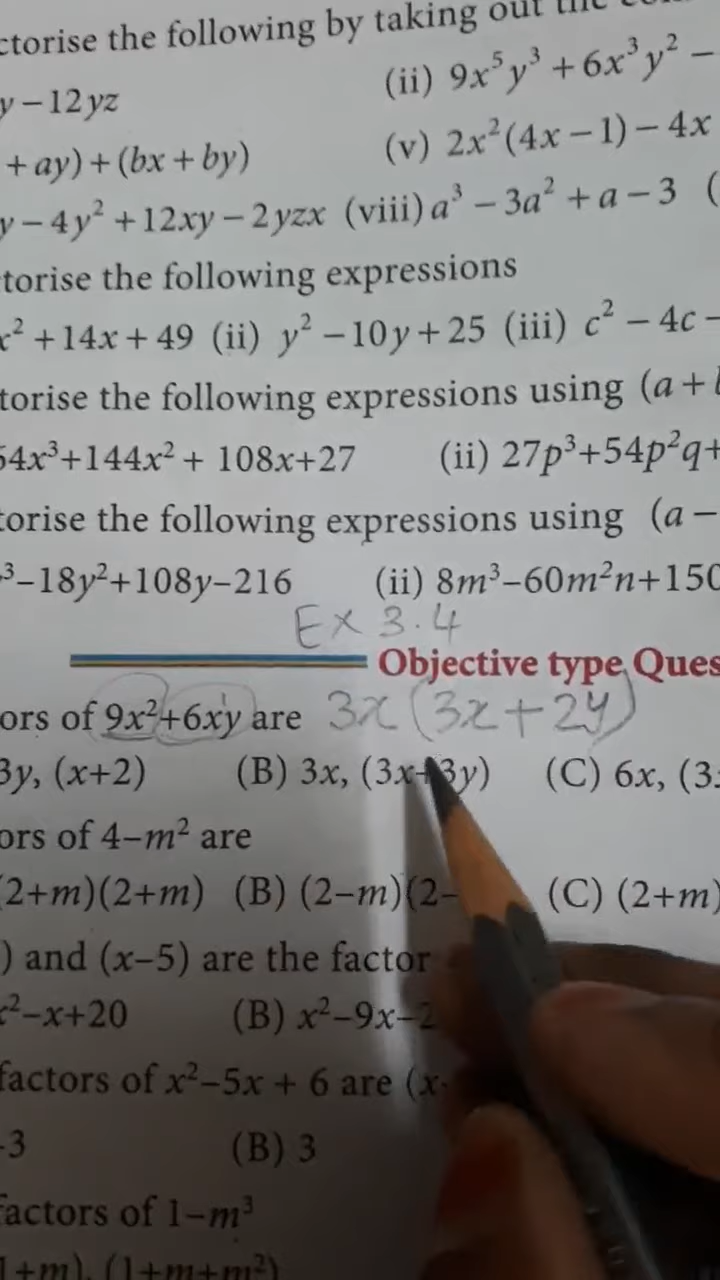 ctorise the following by taking out the
y – 12yz (ii) 9x⁵y³ + 6x³y² –
+ ay) + (bx + by) (v) 2x²(4x – 1) – 4x
y – 4y² + 12xy – 2yzx (viii) a³ – 3a² + a – 3 (
torise the following expressions
x² + 14x + 49 (ii) y² – 10y + 25 (iii) c² – 4c –
torise the following expressions using (a +
64x³+144x² + 108x+27 (ii) 27p³+54p²q+
torise the following expressions using (a –
³–18y²+108y–216 (ii) 8m³–60m²n+150
Ex 3.4
Objective type Ques
ors of 9x²+6xy are 3x(3x+2y)
3y, (x+2) (B) 3x, (3x+3y) (C) 6x, (3
ors of 4–m² are
(2+m)(2+m) (B) (2–m)(2– (C) (2+m)
) and (x–5) are the factor
x²–x+20 (B) x²–9x–2
factors of x²–5x + 6 are (x
-3 (B) 3
factors of 1–m³
1+m), (1+m+m²)